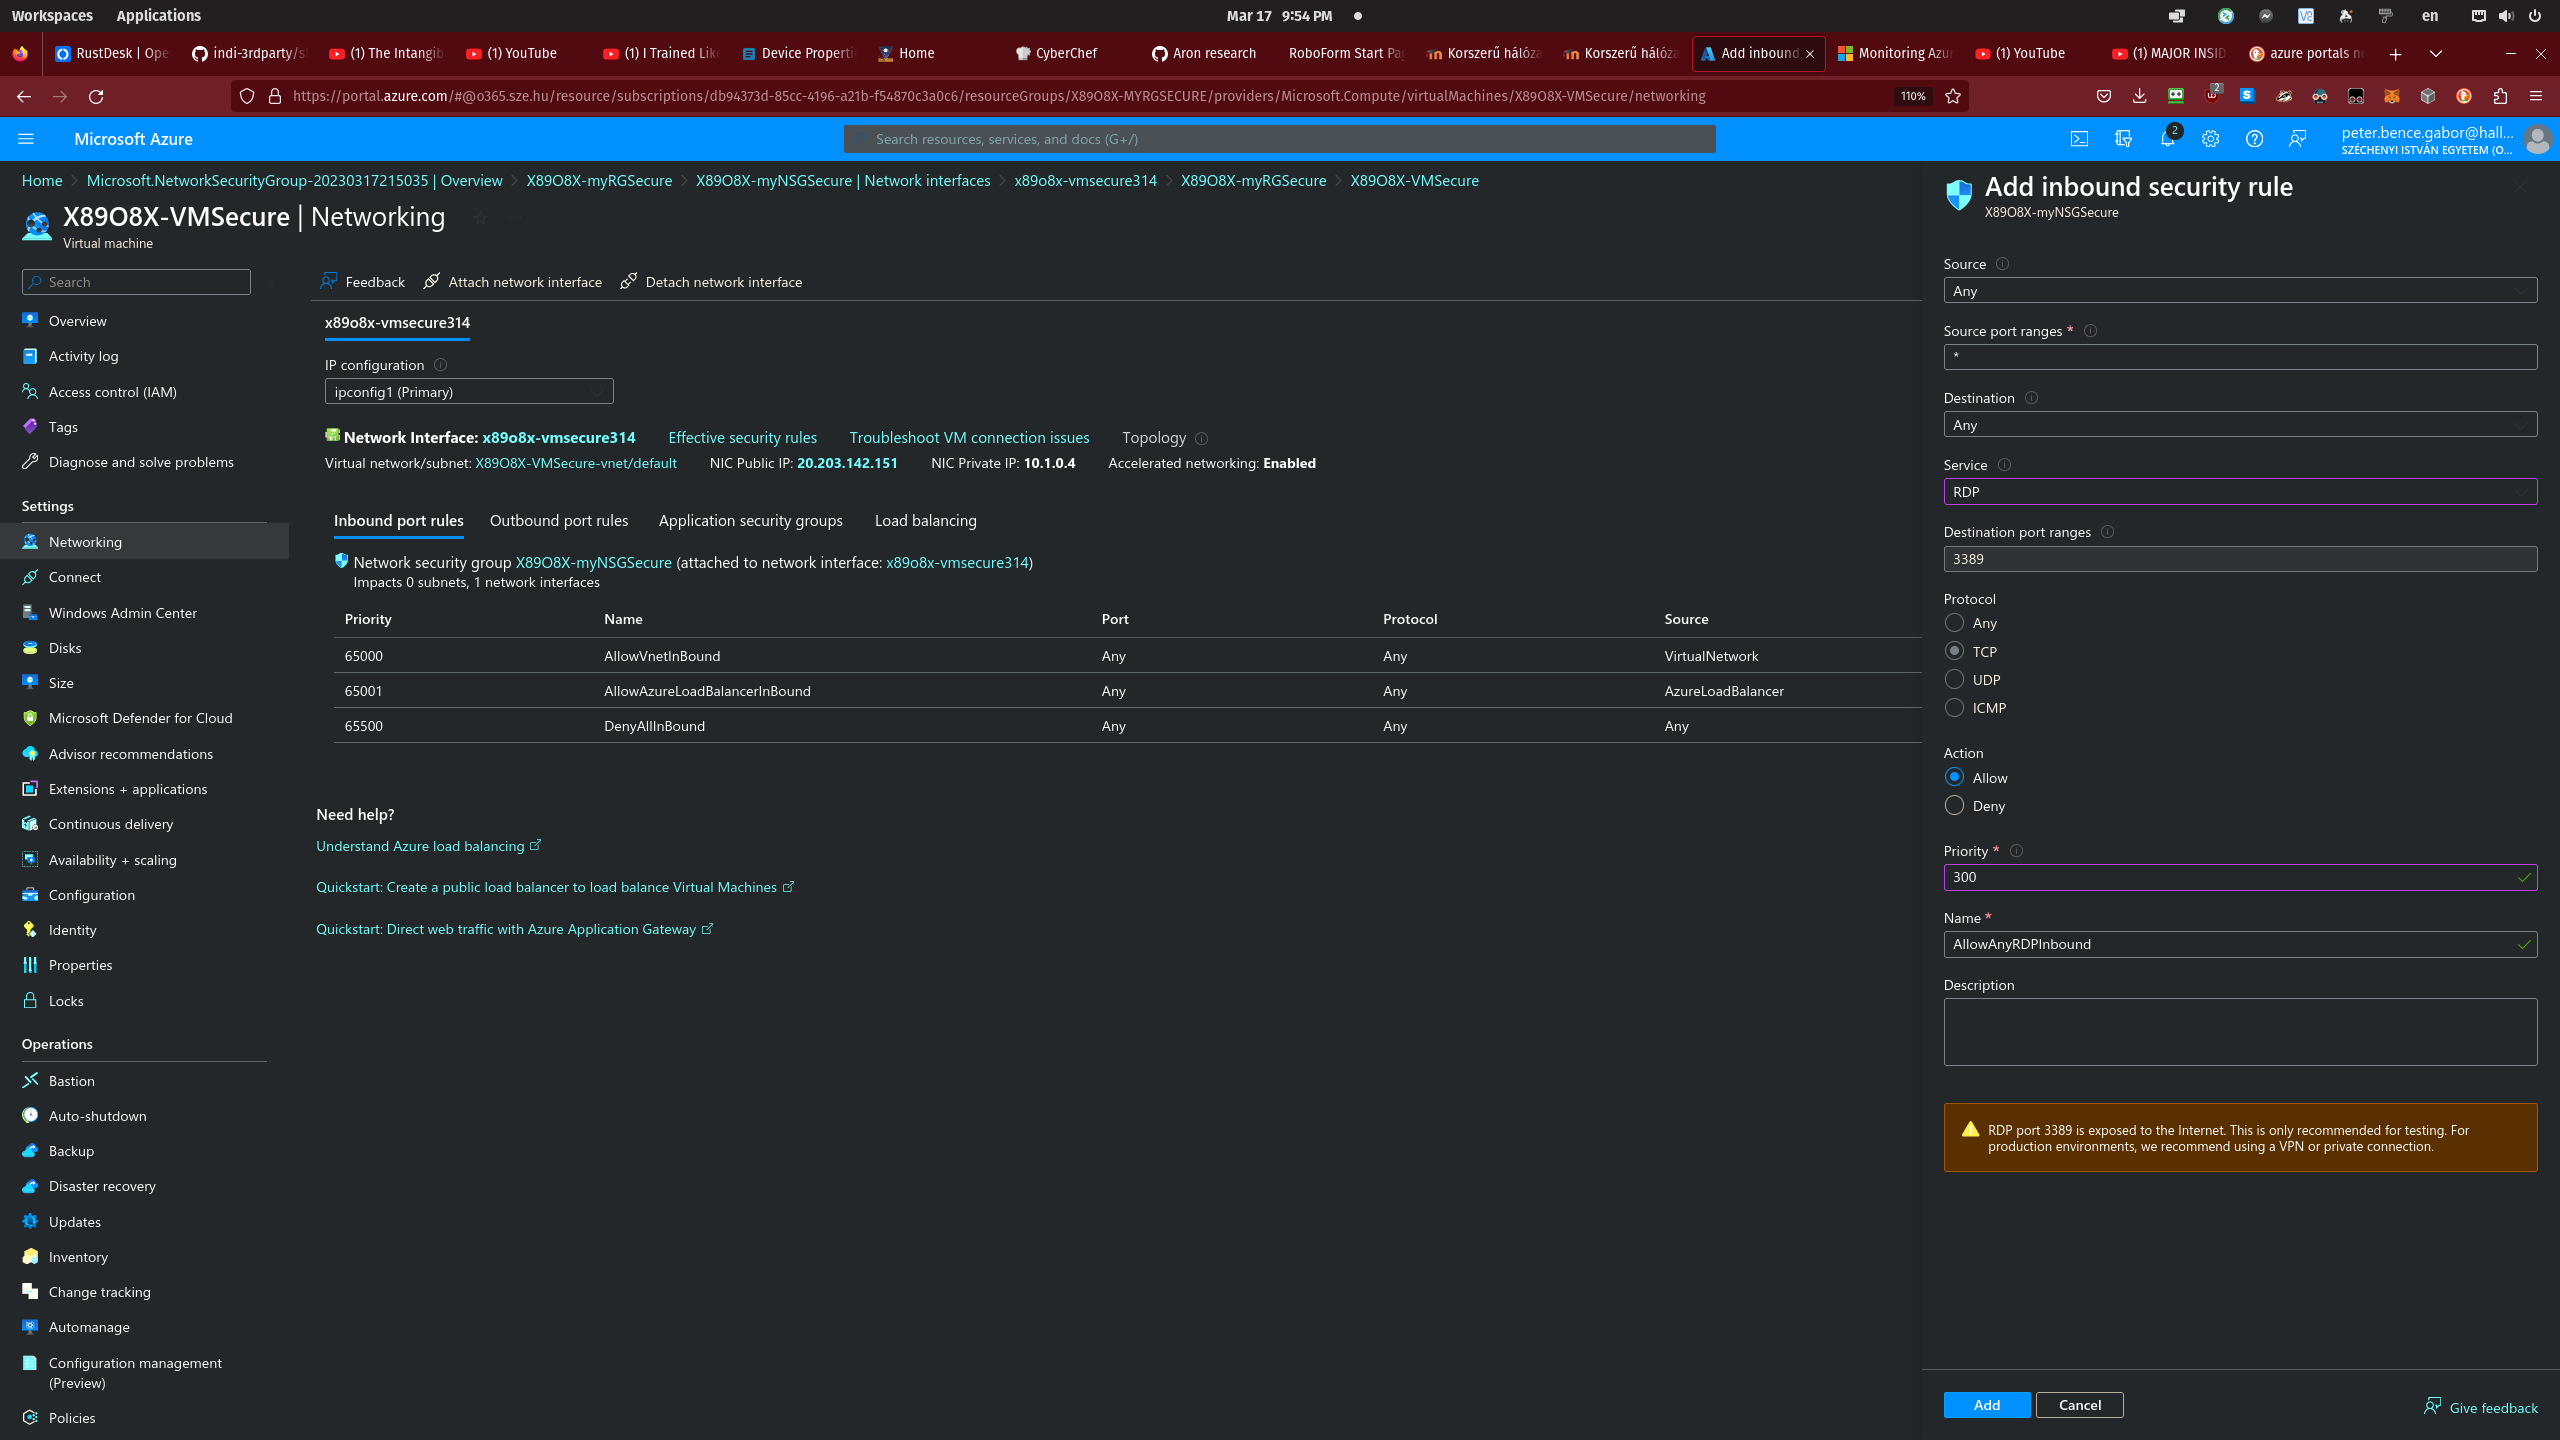 Workspaces Applications Mar 17 9:54 PM en
RustDesk | Ope indi-3rdparty/s (1) The Intangib (1) YouTube (1) I Trained Like Device Properti Home CyberChef Aron research RoboForm Start Pa Korszerű hálóza Korszerű hálóza Add inbound Monitoring Azur (1) YouTube (1) MAJOR INSID azure portals n
https://portal.azure.com/#@o365.sze.hu/resource/subscriptions/db94373d-85cc-4196-a21b-f54870c3a0c6/resourceGroups/X89O8X-MYRGSECURE/providers/Microsoft.Compute/virtualMachines/X89O8X-VMSecure/networking 110% 2
Microsoft Azure Search resources, services, and docs (G+/) 2 peter.bence.gabor@hall...
SZÉCHENYI ISTVÁN EGYETEM (O...
Home Microsoft.NetworkSecurityGroup-20230317215035 | Overview X89O8X-myRGSecure X89O8X-myNSGSecure | Network interfaces x89o8x-vmsecure314 X89O8X-myRGSecure X89O8X-VMSecure
X89O8X-VMSecure | Networking
Virtual machine
Search
Overview
Activity log
Access control (IAM)
Tags
Diagnose and solve problems
Settings
Networking
Connect
Windows Admin Center
Disks
Size
Microsoft Defender for Cloud
Advisor recommendations
Extensions + applications
Continuous delivery
Availability + scaling
Configuration
Identity
Properties
Locks
Operations
Bastion
Auto-shutdown
Backup
Disaster recovery
Updates
Inventory
Change tracking
Automanage
Configuration management
(Preview)
Policies
Feedback Attach network interface Detach network interface
x89o8x-vmsecure314
IP configuration
ipconfig1 (Primary)
Network Interface: x89o8x-vmsecure314 Effective security rules Troubleshoot VM connection issues Topology
Virtual network/subnet: X89O8X-VMSecure-vnet/default NIC Public IP: 20.203.142.151 NIC Private IP: 10.1.0.4 Accelerated networking: Enabled
Inbound port rules Outbound port rules Application security groups Load balancing
Network security group X89O8X-myNSGSecure (attached to network interface: x89o8x-vmsecure314)
Impacts 0 subnets, 1 network interfaces
Priority Name Port Protocol Source
65000 AllowVnetInBound Any Any VirtualNetwork
65001 AllowAzureLoadBalancerInBound Any Any AzureLoadBalancer
65500 DenyAllInBound Any Any Any
Need help?
Understand Azure load balancing
Quickstart: Create a public load balancer to load balance Virtual Machines
Quickstart: Direct web traffic with Azure Application Gateway
Add inbound security rule
X89O8X-myNSGSecure
Source
Any
Source port ranges *
*
Destination
Any
Service
RDP
Destination port ranges
3389
Protocol
Any
TCP
UDP
ICMP
Action
Allow
Deny
Priority *
300
Name *
AllowAnyRDPInbound
Description
RDP port 3389 is exposed to the Internet. This is only recommended for testing. For
production environments, we recommend using a VPN or private connection.
Add Cancel Give feedback